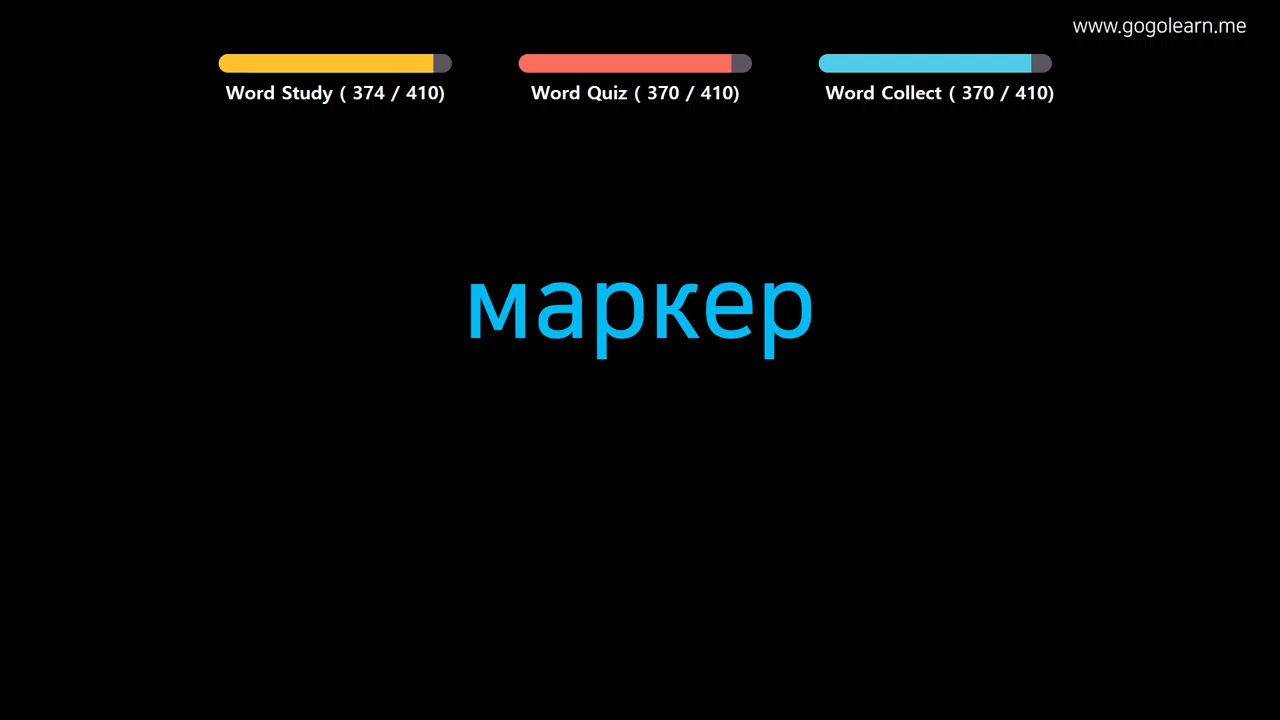 www.gogolearn.me
Word Study ( 374 / 410)
Word Quiz ( 370 / 410)
Word Collect ( 370 / 410)
маркер